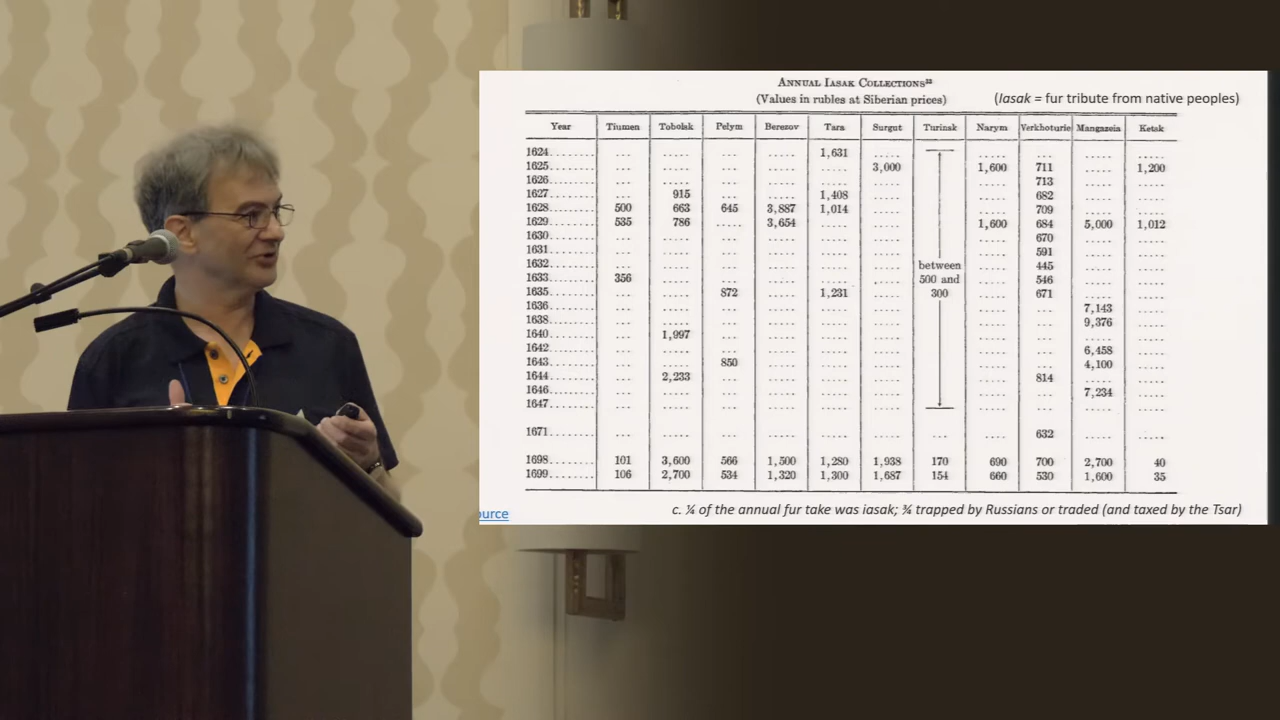 ANNUAL IASAK COLLECTIONS²²
(Values in rubles at Siberian prices)
(Iasak = fur tribute from native peoples)
Year Tiumen Tobolsk Pelym Berezov Tara Surgut Turinsk Narym Verkhoturie Mangazeia Ketsk
1624........ ... ..... ... ..... 1,631 ..... ..... ... ..... .....
1625........ ... ..... ... ..... ..... 3,000 1,600 711 ..... 1,200
1626........ ... ..... ... ..... ..... ..... ..... 713 ..... .....
1627........ ... 915 ... ..... 1,408 ..... ..... 682 ..... .....
1628........ 500 663 645 3,887 1,014 ..... ..... 709 ..... .....
1629........ 535 786 ..... 3,654 ..... ..... 1,600 684 5,000 1,012
1630........ ... ..... ... ..... ..... ..... ..... 670 ..... .....
1631........ ... ..... ... ..... ..... ..... ..... 591 ..... .....
1632........ ... ..... ... ..... ..... ..... between ..... 445 ..... .....
1633........ 356 ..... ... ..... ..... ..... 500 and ..... 546 ..... .....
1635........ ... ..... 872 ..... 1,231 ..... 300 ..... 671 ..... .....
1636........ ... ..... ... ..... ..... ..... ..... ... 7,143 .....
1638........ ... ..... ... ..... ..... ..... ..... ... 9,376 .....
1640........ ... 1,997 ... ..... ..... ..... ..... ... ..... .....
1642........ ... ..... ... ..... ..... ..... ..... ... 6,458 .....
1643........ ... ..... 850 ..... ..... ..... ..... ... 4,100 .....
1644........ ... 2,233 ... ..... ..... ..... ..... 814 ..... .....
1646........ ... ..... ... ..... ..... ..... ..... ... 7,234 .....
1647........ ... ..... ... ..... ..... ..... ..... ... ..... .....
1671........ ... ..... ... ..... ..... ..... ... .... 632 ..... .....
1698........ 101 3,600 566 1,500 1,280 1,938 170 690 700 2,700 40
1699........ 106 2,700 534 1,320 1,300 1,687 154 660 530 1,600 35
ource
c. ¼ of the annual fur take was iasak; ¾ trapped by Russians or traded (and taxed by the Tsar)